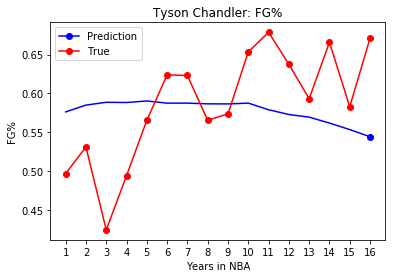 Tyson Chandler: FG%
Prediction
True
0.65
0.60
0.55
0.50
0.45
FG%
1 2 3 4 5 6 7 8 9 10 11 12 13 14 15 16
Years in NBA